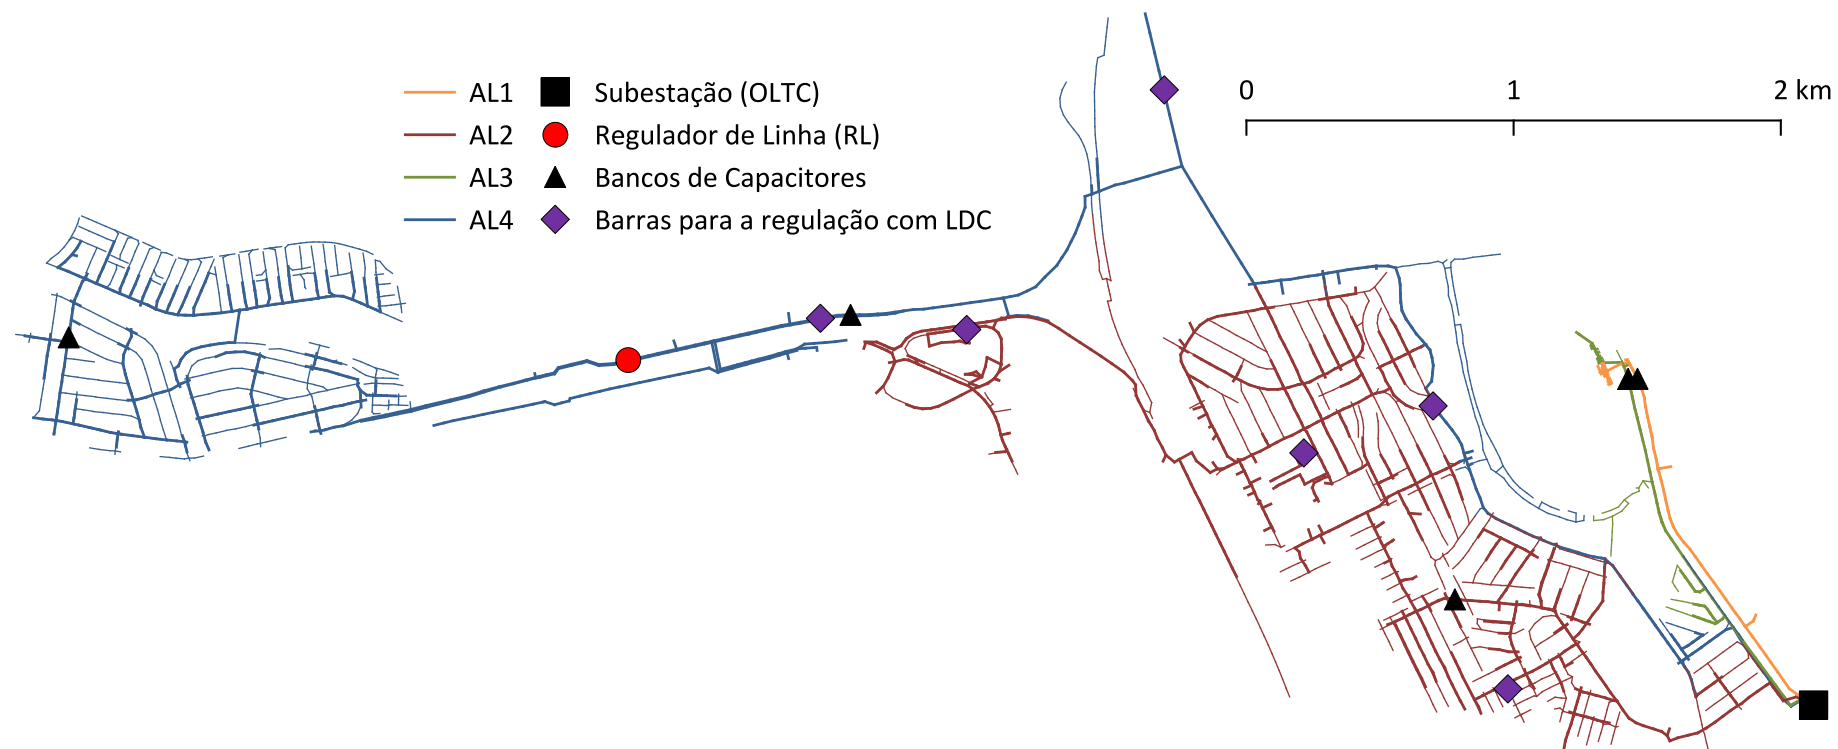 AL1 Subestação (OLTC)
AL2 Regulador de Linha (RL)
AL3 Bancos de Capacitores
AL4 Barras para a regulação com LDC
0 1 2 km